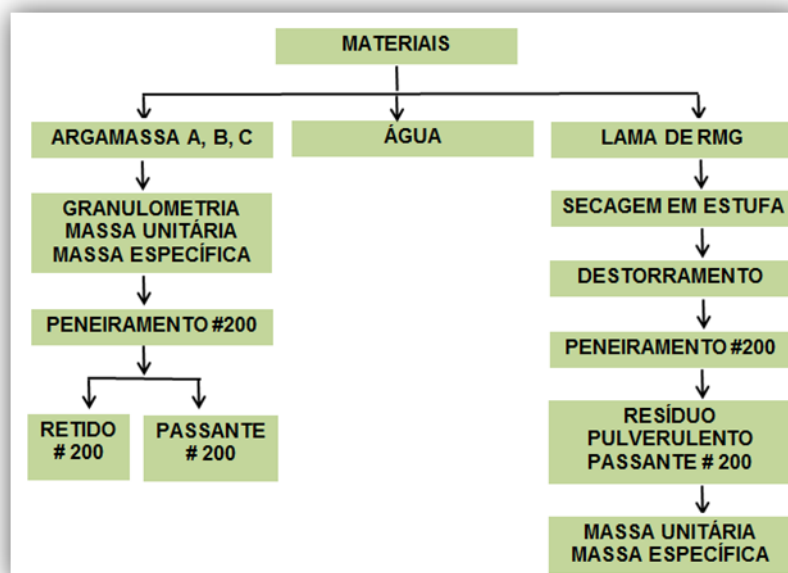 MATERIAIS
ARGAMASSA A, B, C
ÁGUA
LAMA DE RMG
GRANULOMETRIA
MASSA UNITÁRIA
MASSA ESPECÍFICA
SECAGEM EM ESTUFA
DESTORRAMENTO
PENEIRAMENTO #200
PENEIRAMENTO #200
RETIDO
# 200
PASSANTE
# 200
RESÍDUO
PULVERULENTO
PASSANTE # 200
MASSA UNITÁRIA
MASSA ESPECÍFICA